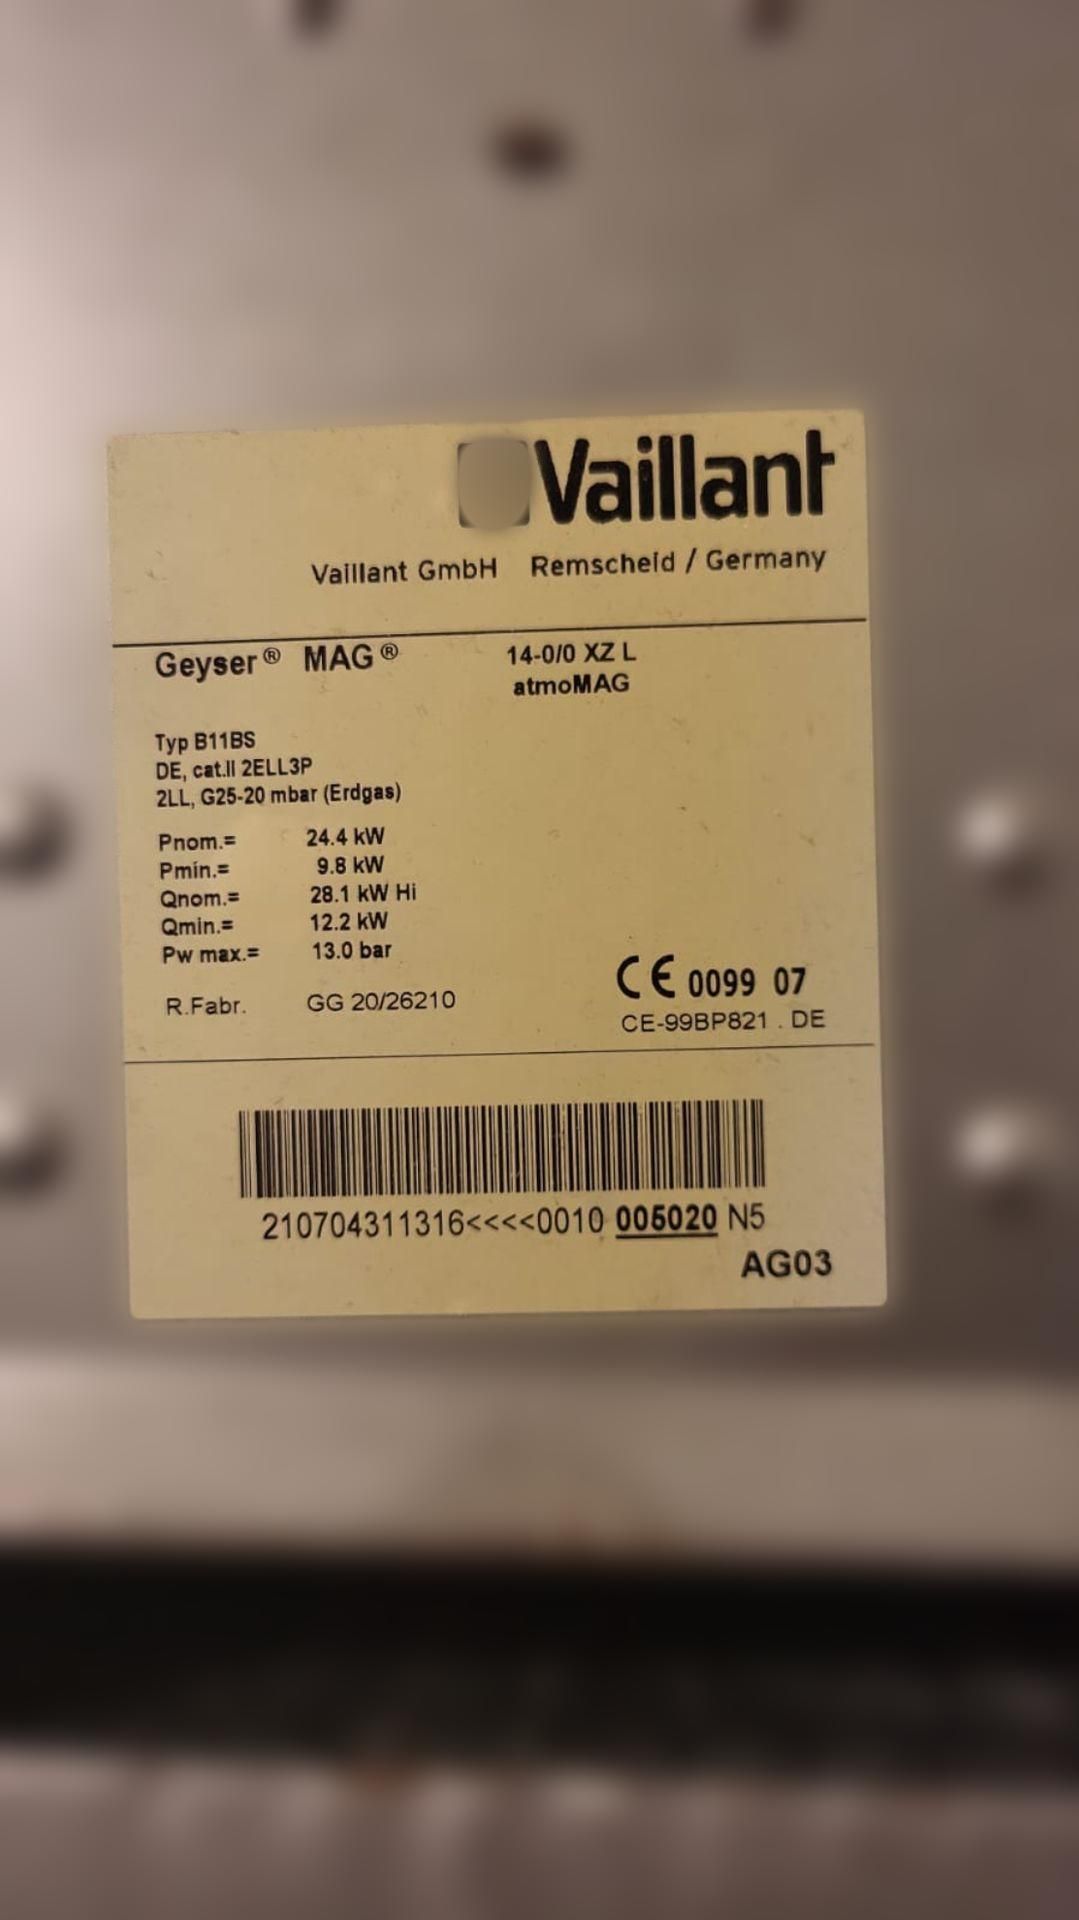 Vaillant
Vaillant GmbH Remscheid / Germany
Geyser® MAG® 14-0/0 XZ L
atmoMAG
Typ B11BS
DE, cat.II 2ELL3P
2LL, G25-20 mbar (Erdgas)
Pnom.= 24.4 kW
Pmin.= 9.8 kW
Qnom.= 28.1 kW Hi
Qmin.= 12.2 kW
Pw max.= 13.0 bar
R.Fabr. GG 20/26210
CE 0099 07
CE-99BP821 . DE
210704311316<<<<0010 005020 N5
AG03